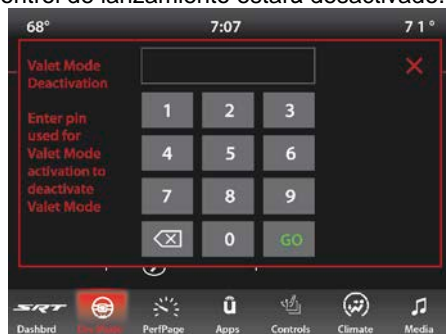 ontrol de lanzamiento estará desactivado.
68°
7:07
71°
Valet Mode
Deactivation
Enter pin
used for
Valet Mode
activation to
deactivate
Valet Mode
1 2 3
4 5 6
7 8 9
0 GO
SRT
Dashbrd
PerfPage
Apps
Controls
Climate
Media